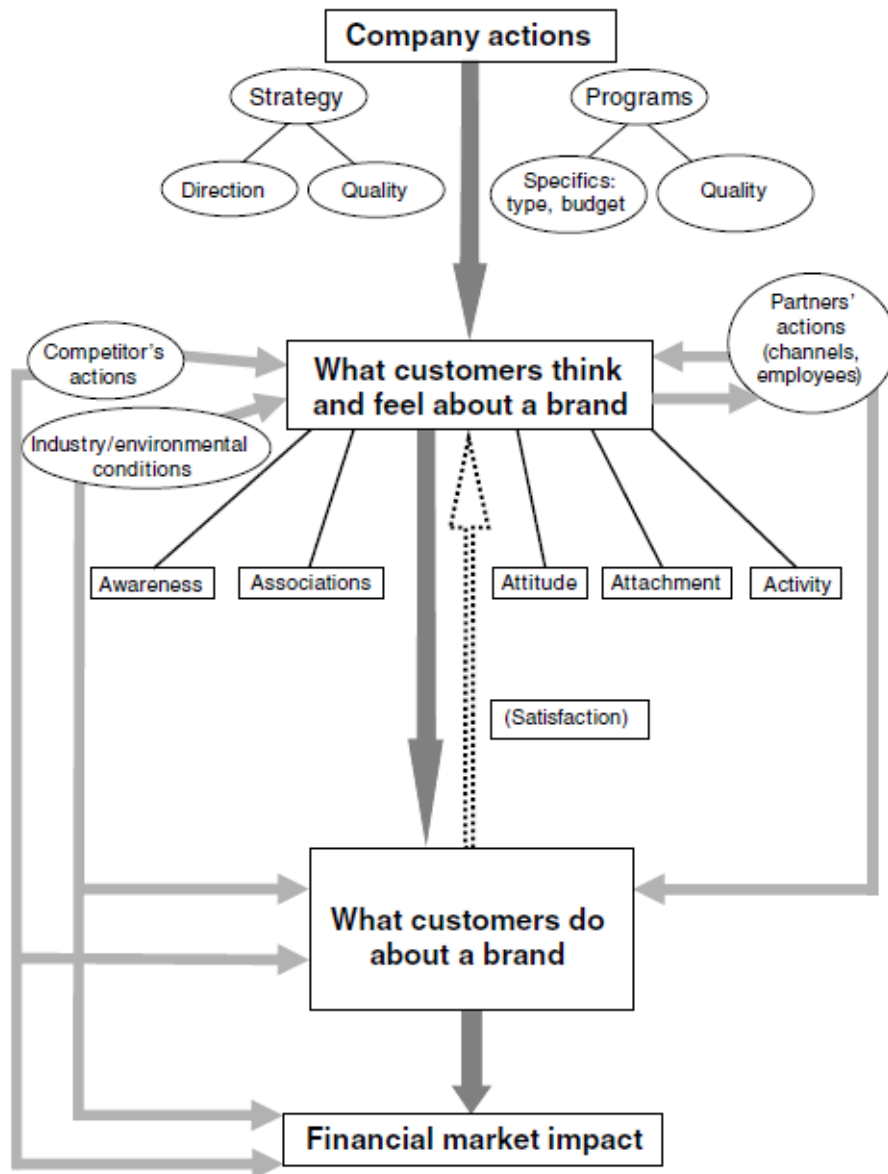 Company actions
Strategy
Programs
Direction
Quality
Specifics:
type, budget
Quality
Partners'
actions
(channels,
employees)
Competitor's
actions
What customers think
and feel about a brand
Industry/environmental
conditions
Awareness
Associations
Attitude
Attachment
Activity
(Satisfaction)
What customers do
about a brand
Financial market impact